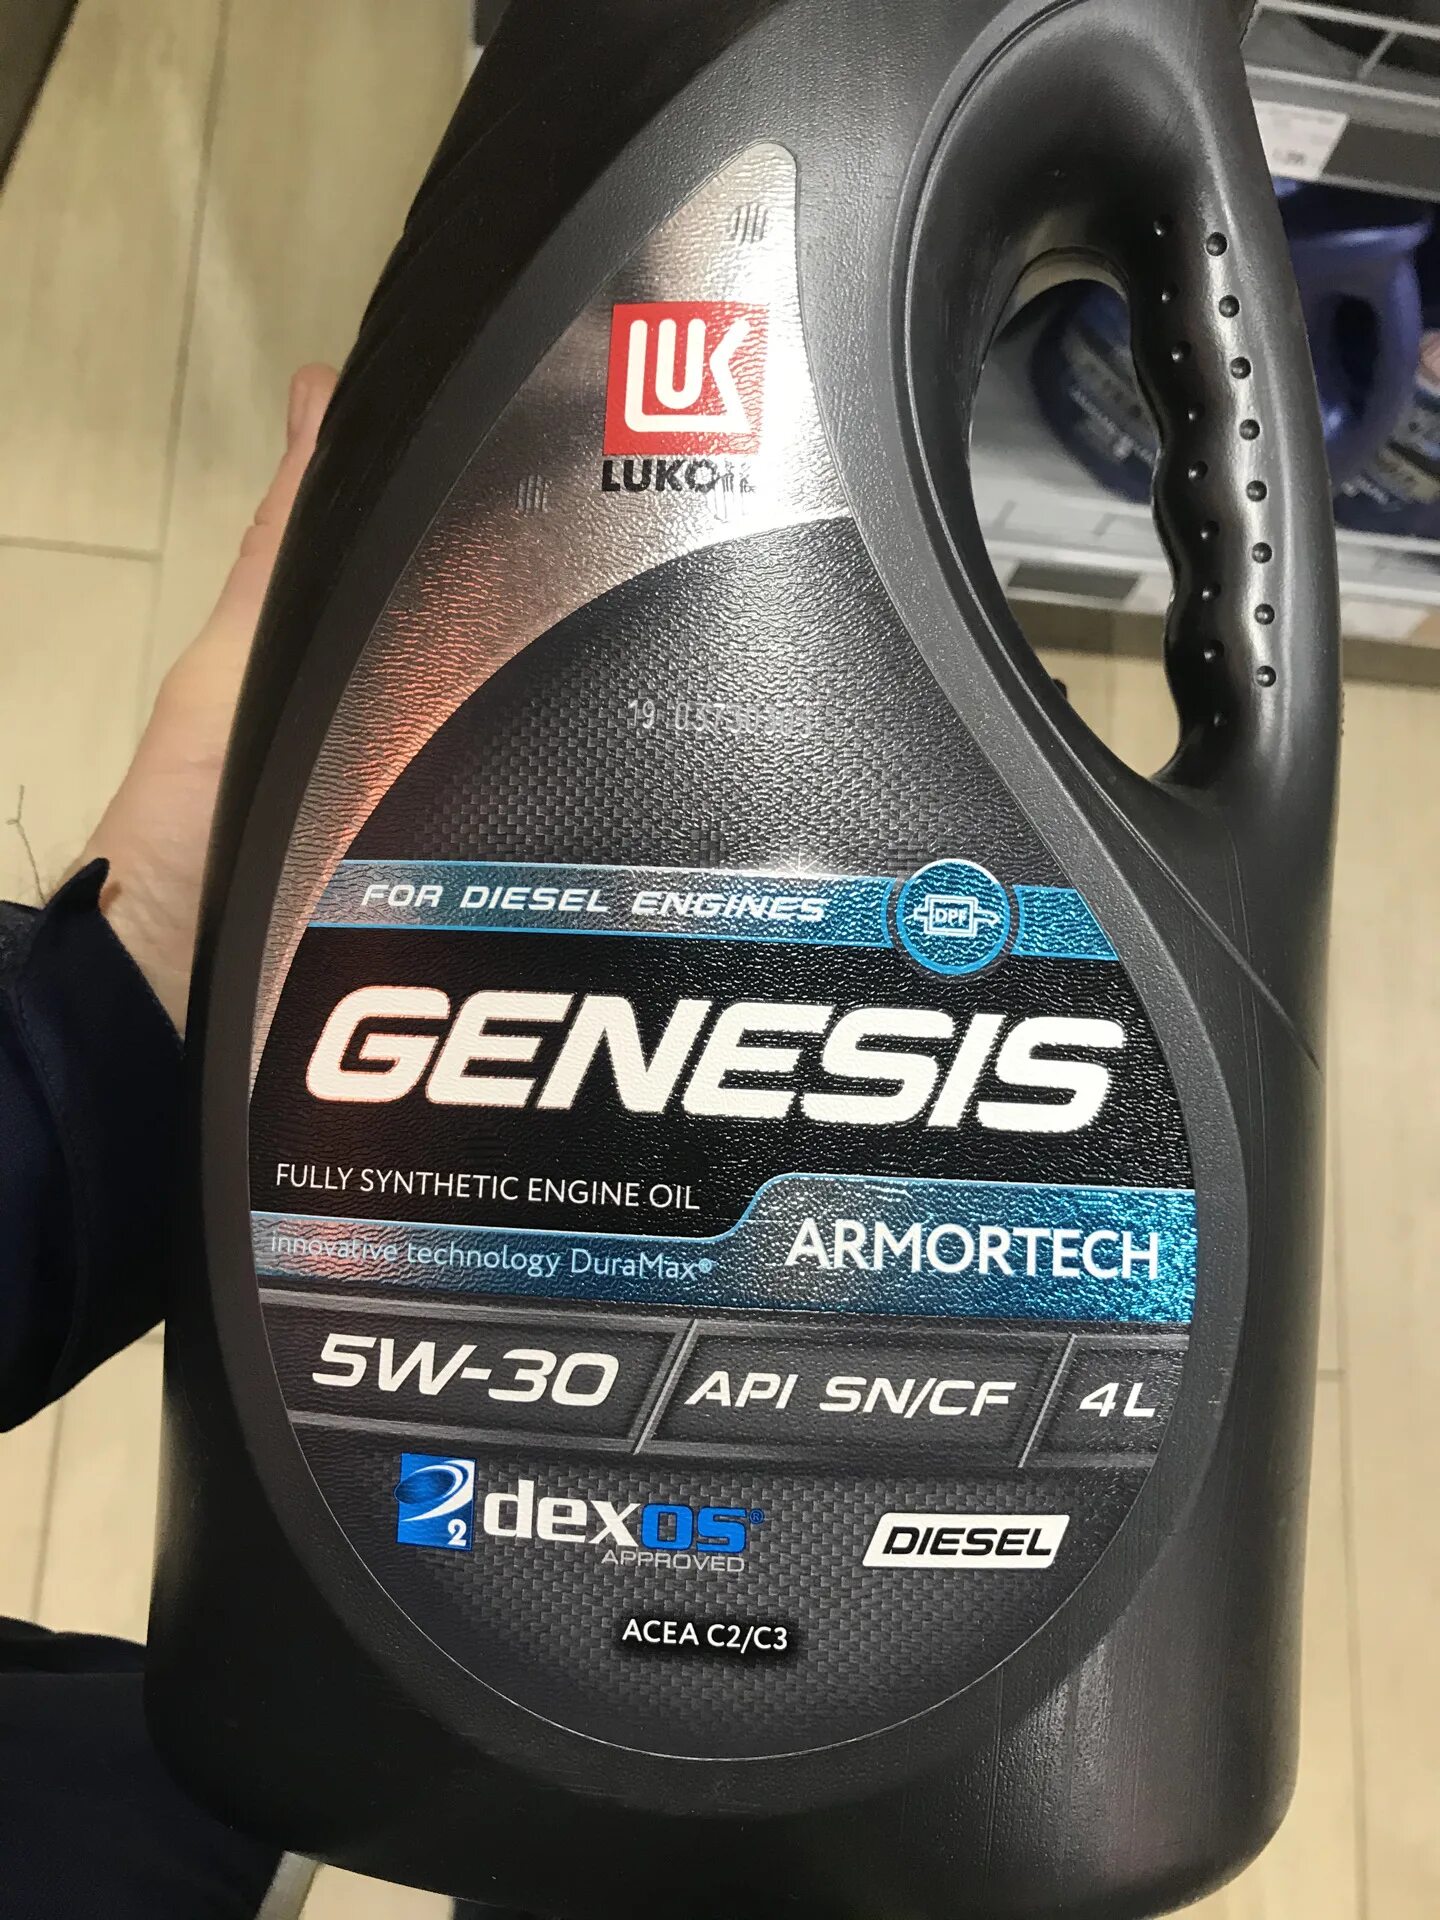 LUK
LUKOIL
FOR DIESEL ENGINES
DPF
GENESIS
FULLY SYNTHETIC ENGINE OIL
innovative technology DuraMax®
ARMORTECH
5W-30 API SN/CF 4L
2 dexos®
APPROVED
DIESEL
ACEA C2/C3